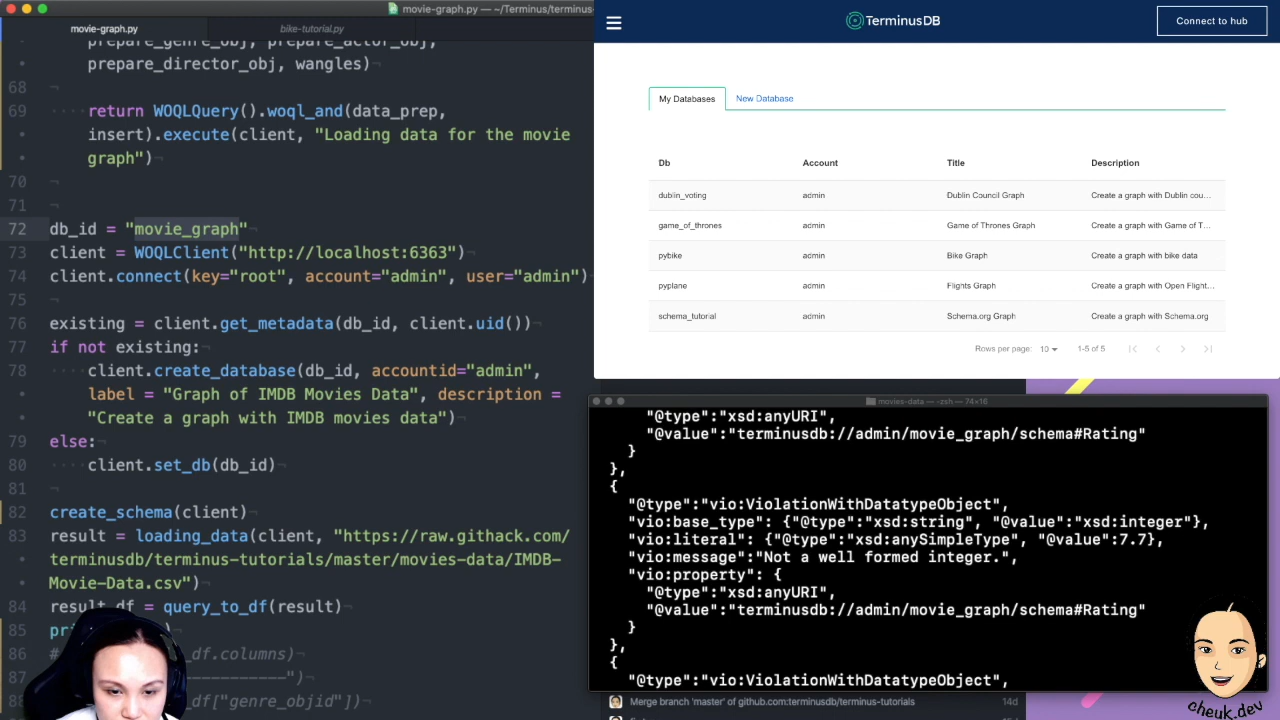 movie-graph.py
bike-tutorial.py
prepare_etype_obj, prepare_actor_obj,
prepare_director_obj, wangles)
68
69 return WOQLQuery().woql_and(data_prep,
insert).execute(client, "Loading data for the movie
graph")
70
71
72 db_id = "movie_graph"
73 client = WOQLClient("http://localhost:6363")
74 client.connect(key="root", account="admin", user="admin")
75
76 existing = client.get_metadata(db_id, client.uid())
77 if not existing:
78 client.create_database(db_id, accountid="admin",
label = "Graph of IMDB Movies Data", description =
"Create a graph with IMDB movies data")
79 else:
80 client.set_db(db_id)
81
82 create_schema(client)
83 result = loading_data(client, "https://raw.githack.com/
terminusdb/terminus-tutorials/master/movies-data/IMDB-
Movie-Data.csv")
84 result_df = query_to_df(result)
85
86 # df.columns)
87 ")
88 df["genre_objid"])
~/Terminus/terminus
TerminusDB
Connect to hub
My Databases
New Database
Db Account Title Description
dublin_voting admin Dublin Council Graph Create a graph with Dublin cou…
game_of_thrones admin Game of Thrones Graph Create a graph with Game of T…
pybike admin Bike Graph Create a graph with bike data
pyplane admin Flights Graph Create a graph with Open Flight…
schema_tutorial admin Schema.org Graph Create a graph with Schema.org
Rows per page: 10 1-5 of 5
movies-data — -zsh — 74×16
"@type":"xsd:anyURI",
"@value":"terminusdb://admin/movie_graph/schema#Rating"
}
},
{
"@type":"vio:ViolationWithDatatypeObject",
"vio:base_type": {"@type":"xsd:string", "@value":"xsd:integer"},
"vio:literal": {"@type":"xsd:anySimpleType", "@value":7.7},
"vio:message":"Not a well formed integer.",
"vio:property": {
"@type":"xsd:anyURI",
"@value":"terminusdb://admin/movie_graph/schema#Rating"
}
},
{
"@type":"vio:ViolationWithDatatypeObject",
Merge branch 'master' of github.com:terminusdb/terminus-tutorials 14d
cheuk.dev